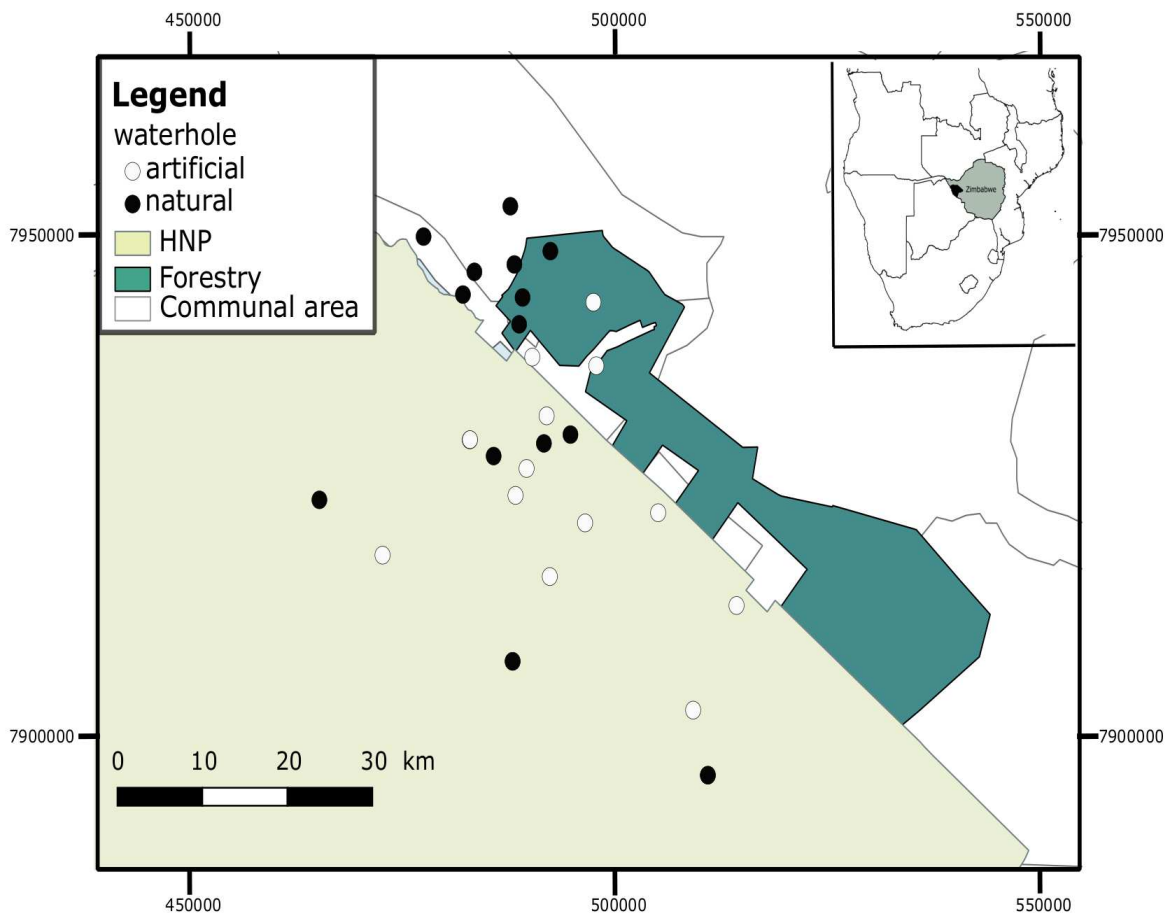 450000 500000 550000
Legend
waterhole
artificial
natural
HNP
Forestry
Communal area
Zimbabwe
7950000 7950000
7900000 7900000
0 10 20 30 km
450000 500000 550000